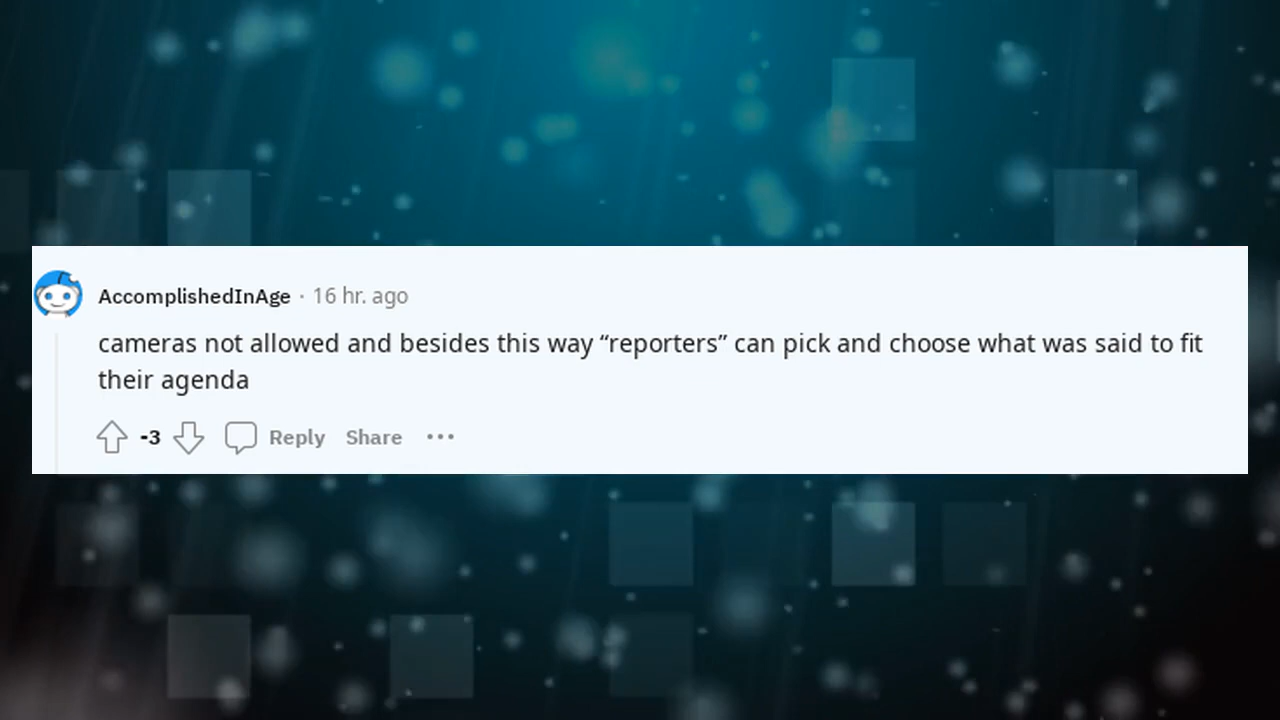 AccomplishedInAge · 16 hr. ago
cameras not allowed and besides this way “reporters” can pick and choose what was said to fit
their agenda
-3 Reply Share •••